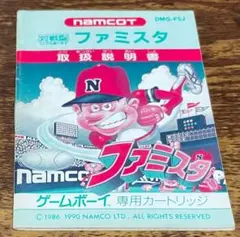 namcot
DMG-FSJ
ファミスタ
取扱説明書
N
namco
ファミスタ
ゲームボーイ 専用カートリッジ
© 1986 1990 NAMCO LTD., ALL RIGHTS RESERVED